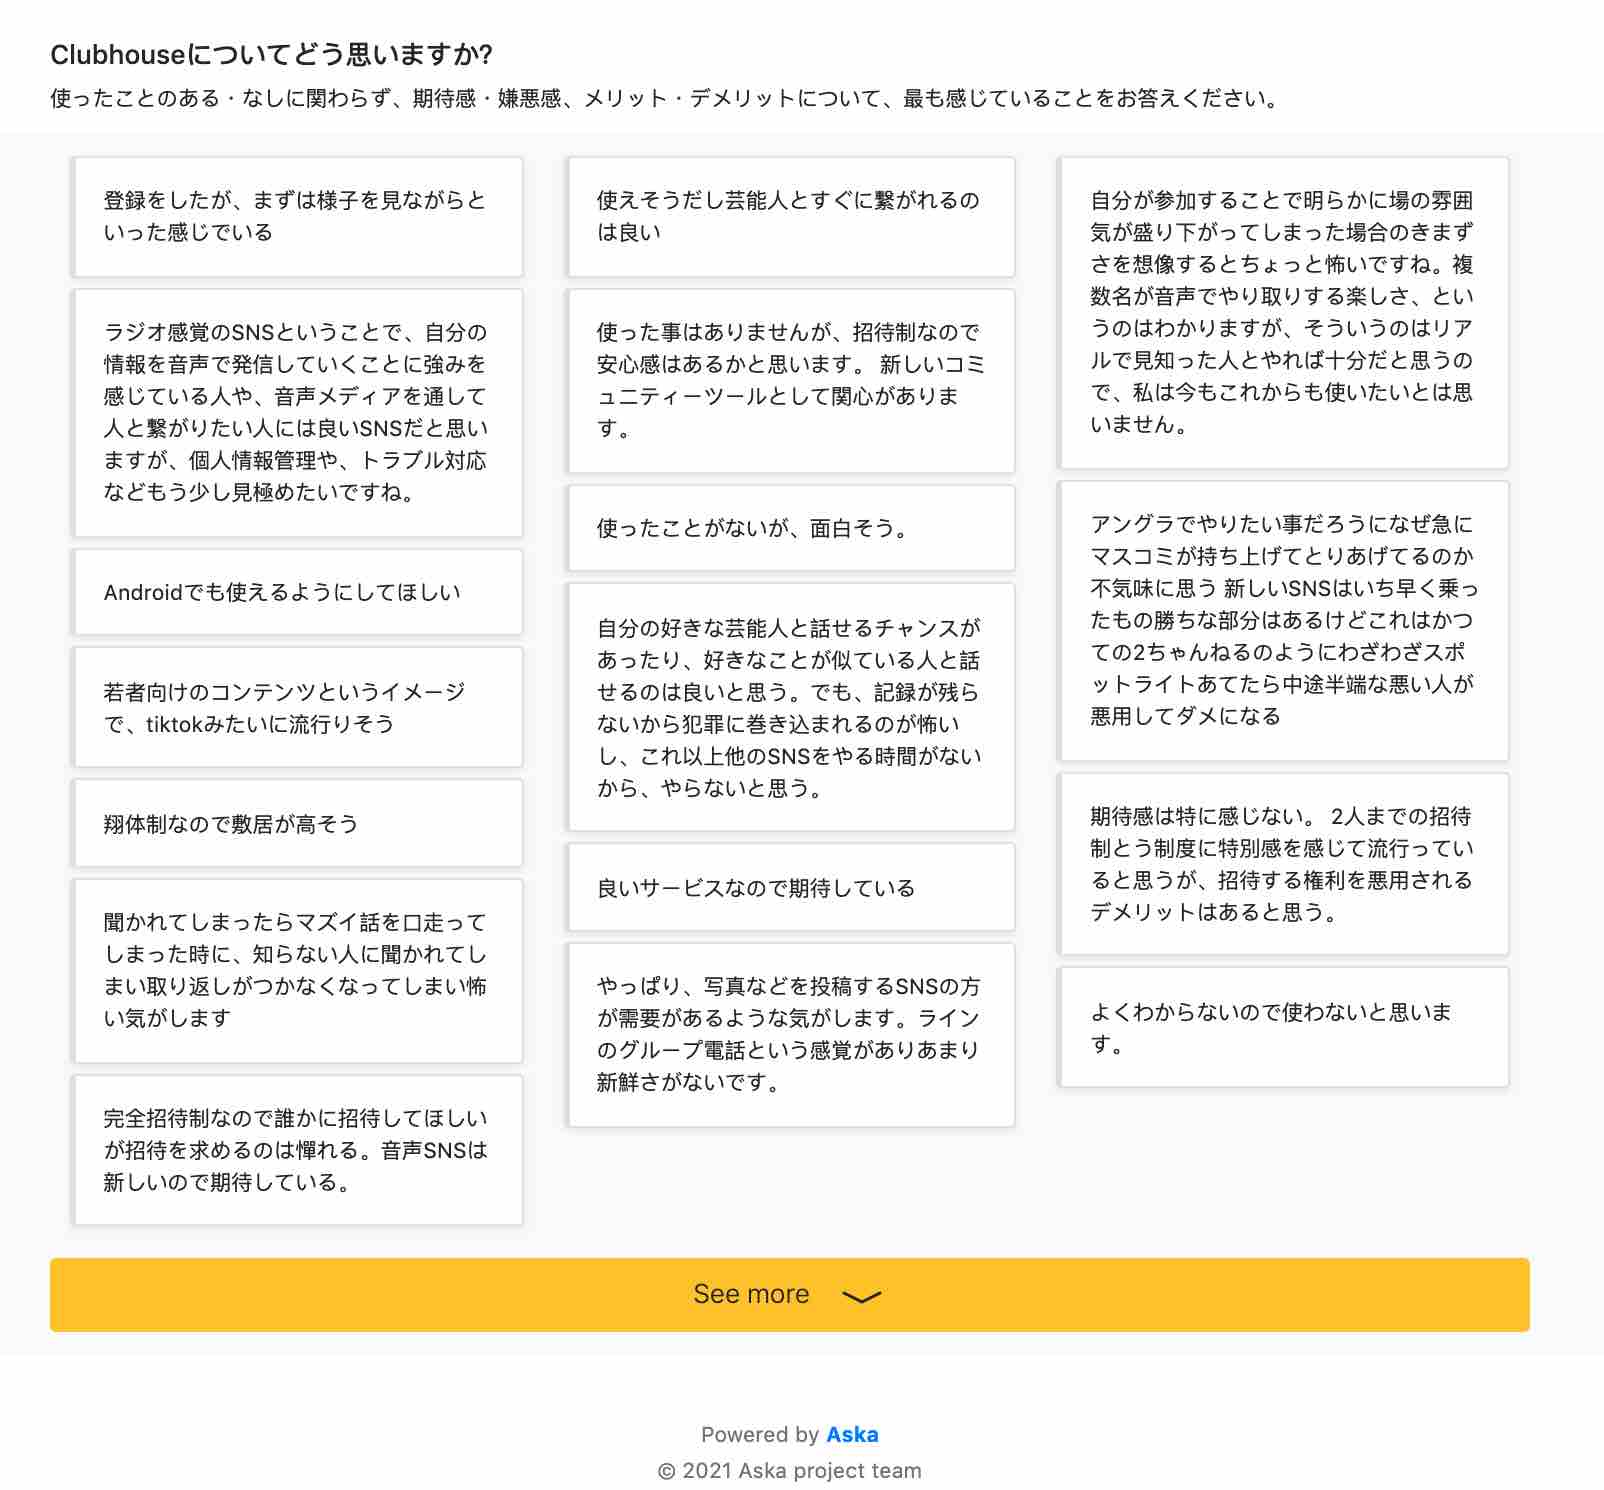 Clubhouseについてどう思いますか?
使ったことのある・なしに関わらず、期待感・嫌悪感、メリット・デメリットについて、最も感じていることをお答えください。
登録をしたが、まずは様子を見ながらと
いった感じでいる
ラジオ感覚のSNSということで、自分の
情報を音声で発信していくことに強みを
感じている人や、音声メディアを通して
人と繋がりたい人には良いSNSだと思い
ますが、個人情報管理や、トラブル対応
などもう少し見極めたいですね。
Androidでも使えるようにしてほしい
若者向けのコンテンツというイメージ
で、tiktokみたいに流行りそう
翔体制なので敷居が高そう
聞かれてしまったらマズイ話を口走って
しまった時に、知らない人に聞かれてし
まい取り返しがつかなくなってしまい怖
い気がします
完全招待制なので誰かに招待してほしい
が招待を求めるのは憚れる。音声SNSは
新しいので期待している。
使えそうだし芸能人とすぐに繋がれるの
は良い
使った事はありませんが、招待制なので
安心感はあるかと思います。 新しいコミ
ュニティーツールとして関心がありま
す。
使ったことがないが、面白そう。
自分の好きな芸能人と話せるチャンスが
あったり、好きなことが似ている人と話
せるのは良いと思う。でも、記録が残ら
ないから犯罪に巻き込まれるのが怖い
し、これ以上他のSNSをやる時間がない
から、やらないと思う。
良いサービスなので期待している
やっぱり、写真などを投稿するSNSの方
が需要があるような気がします。ライン
のグループ電話という感覚がありあまり
新鮮さがないです。
自分が参加することで明らかに場の雰囲
気が盛り下がってしまった場合のきまず
さを想像するとちょっと怖いですね。複
数名が音声でやり取りする楽しさ、とい
うのはわかりますが、そういうのはリア
ルで見知った人とやれば十分だと思うの
で、私は今もこれからも使いたいとは思
いません。
アングラでやりたい事だろうになぜ急に
マスコミが持ち上げてとりあげてるのか
不気味に思う 新しいSNSはいち早く乗っ
たもの勝ちな部分はあるけどこれはかつ
ての2ちゃんねるのようにわざわざスポ
ットライトあてたら中途半端な悪い人が
悪用してダメになる
期待感は特に感じない。 2人までの招待
制とう制度に特別感を感じて流行ってい
ると思うが、招待する権利を悪用される
デメリットはあると思う。
よくわからないので使わないと思いま
す。
See more
Powered by Aska
© 2021 Aska project team